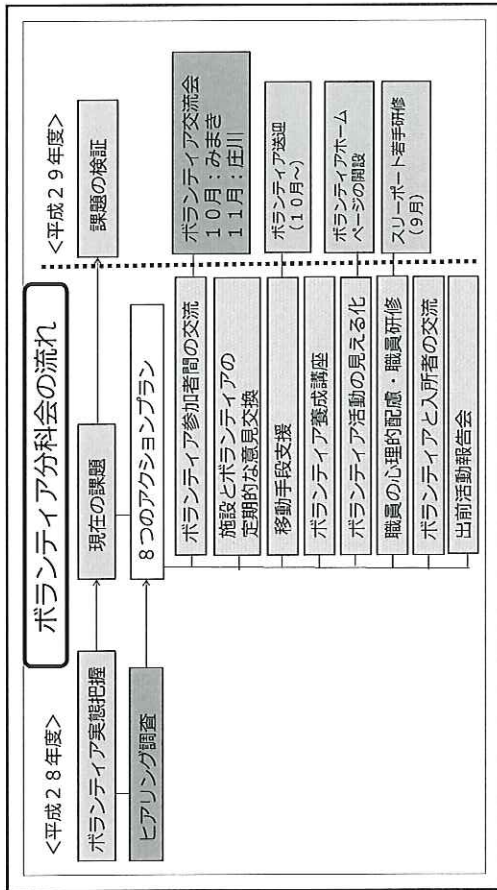 ボランティア分科会の流れ
<平成28年度>
<平成29年度>
ボランティア実態把握
現在の課題
課題の検証
ヒアリング調査
8つのアクションプラン
ボランティア参加者間の交流
ボランティア交流会
10月:みまき
11月:庄川
施設とボランティアの
定期的な意見交換
移動手段支援
ボランティア送迎
(10月~)
ボランティア養成講座
ボランティア活動の見える化
ボランティアホーム
ページの開設
職員の心理的配慮・職員研修
スリーポート若手研修
(9月)
ボランティアと入所者の交流
出前活動報告会